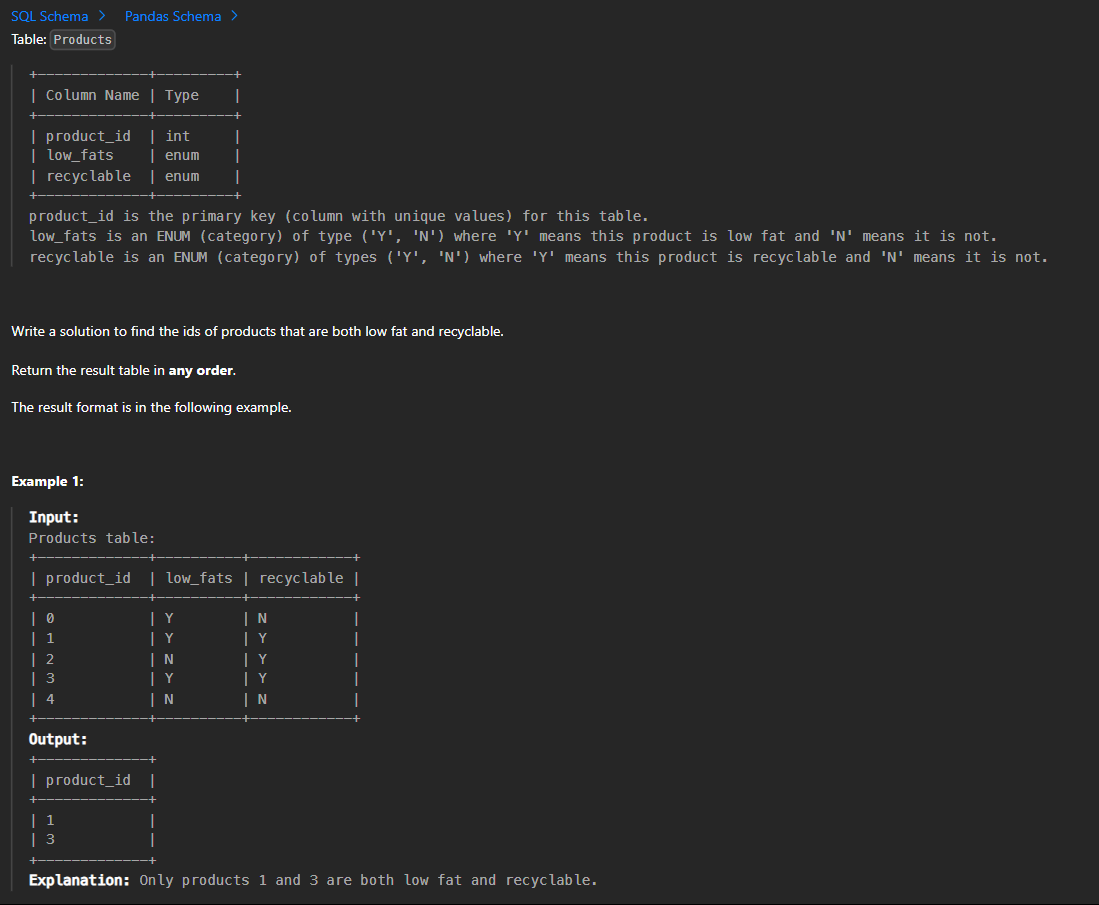 SQL Schema > Pandas Schema >
Table: Products
+-------------+---------+
| Column Name | Type    |
+-------------+---------+
| product_id  | int     |
| low_fats    | enum    |
| recyclable  | enum    |
+-------------+---------+
product_id is the primary key (column with unique values) for this table.
low_fats is an ENUM (category) of type ('Y', 'N') where 'Y' means this product is low fat and 'N' means it is not.
recyclable is an ENUM (category) of types ('Y', 'N') where 'Y' means this product is recyclable and 'N' means it is not.
Write a solution to find the ids of products that are both low fat and recyclable.
Return the result table in any order.
The result format is in the following example.
Example 1:
Input:
Products table:
+-------------+----------+------------+
| product_id  | low_fats | recyclable |
+-------------+----------+------------+
| 0           | Y        | N          |
| 1           | Y        | Y          |
| 2           | N        | Y          |
| 3           | Y        | Y          |
| 4           | N        | N          |
+-------------+----------+------------+
Output:
+-------------+
| product_id  |
+-------------+
| 1           |
| 3           |
+-------------+
Explanation: Only products 1 and 3 are both low fat and recyclable.